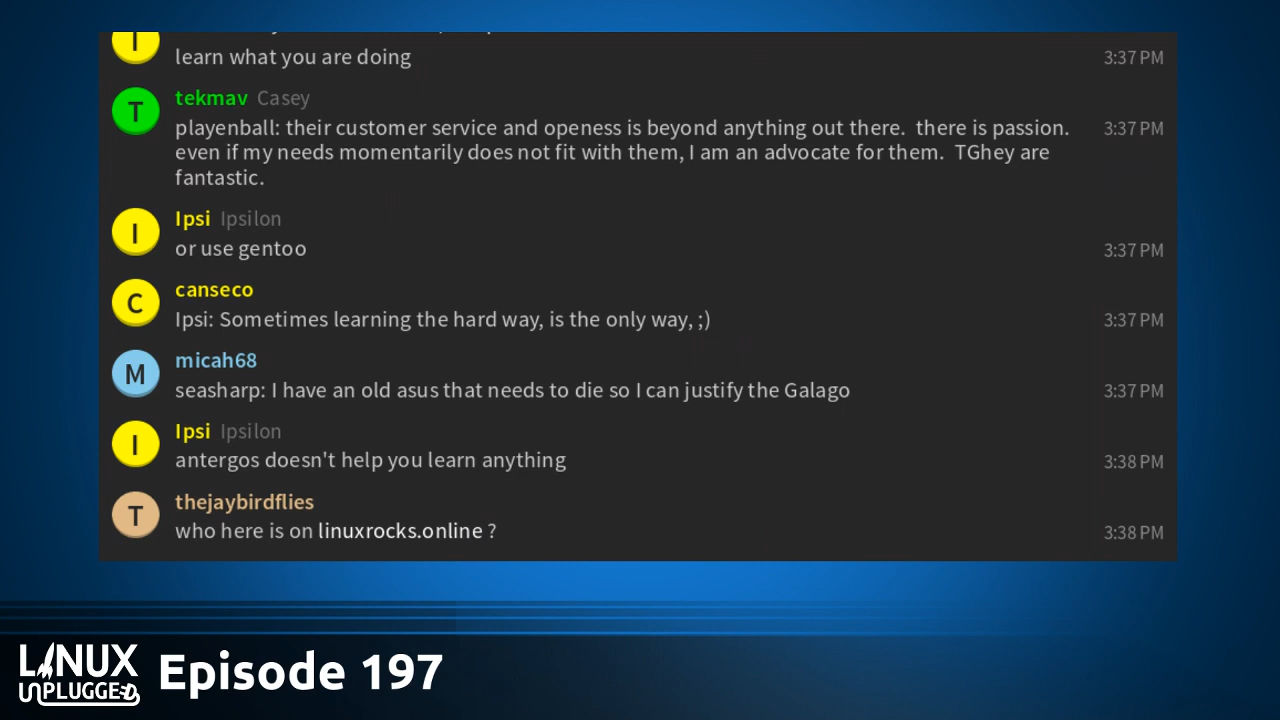 I
learn what you are doing 3:37 PM
T tekmav Casey
playenball: their customer service and openess is beyond anything out there. there is passion. 3:37 PM
even if my needs momentarily does not fit with them, I am an advocate for them. TGhey are
fantastic.
I Ipsi Ipsilon
or use gentoo 3:37 PM
C canseco
Ipsi: Sometimes learning the hard way, is the only way, ;) 3:37 PM
M micah68
seasharp: I have an old asus that needs to die so I can justify the Galago 3:37 PM
I Ipsi Ipsilon
antergos doesn't help you learn anything 3:38 PM
T thejaybirdflies
who here is on linuxrocks.online ? 3:38 PM
LINUX
UNPLUGGED
Episode 197